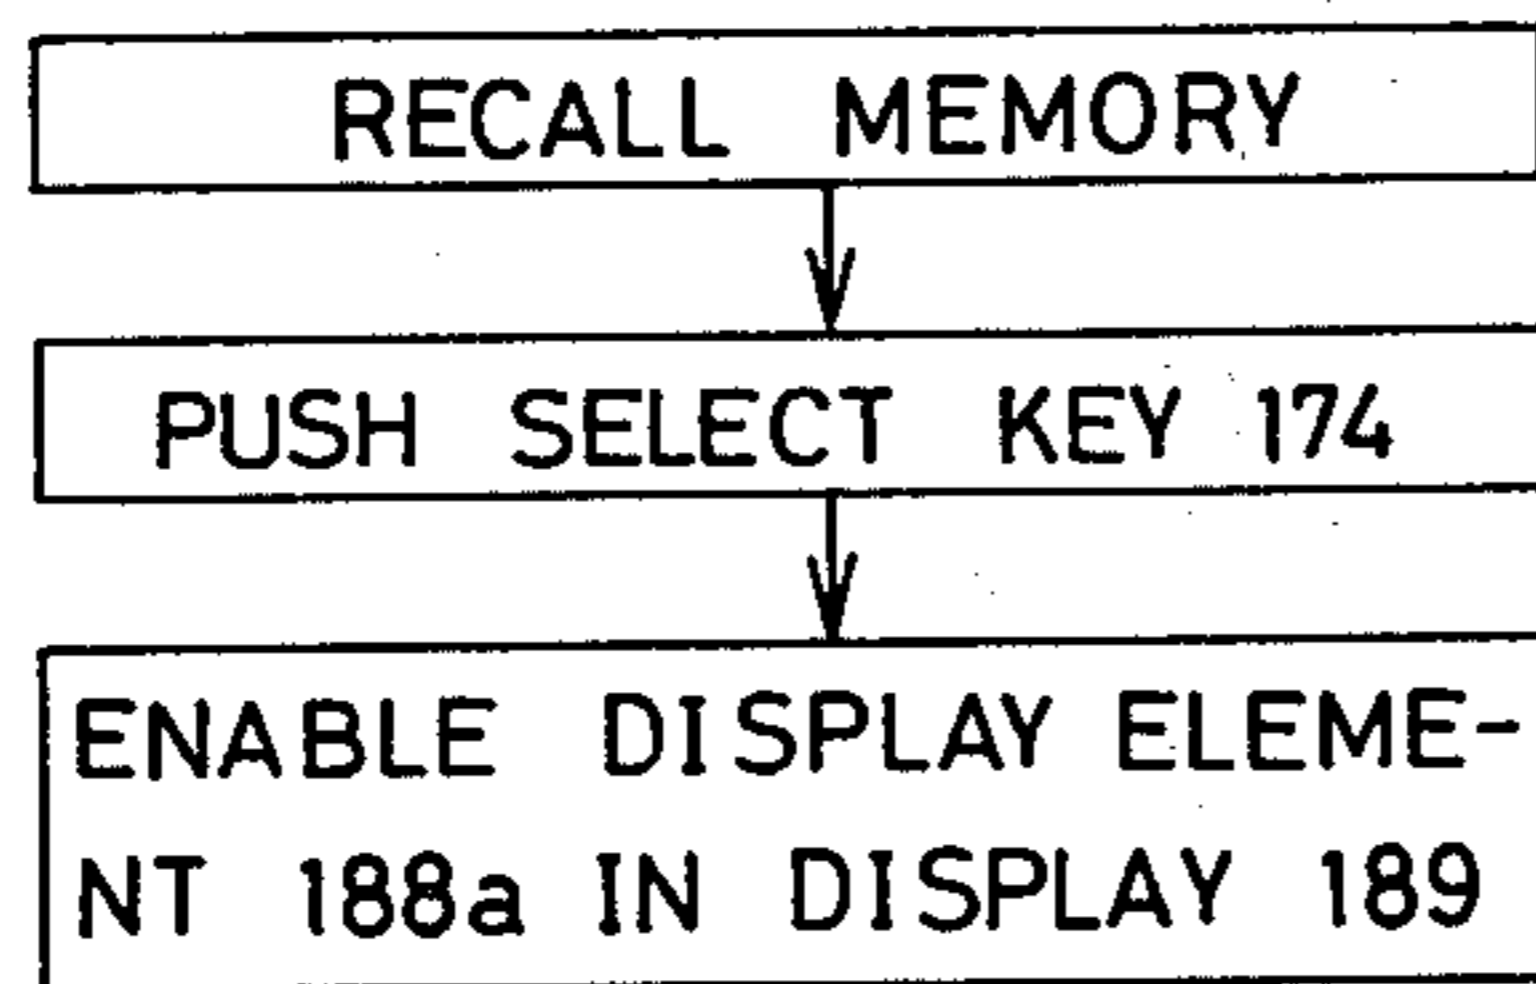 RECALL MEMORY
PUSH SELECT KEY 174
ENABLE DISPLAY ELEME-
NT 188a IN DISPLAY 189